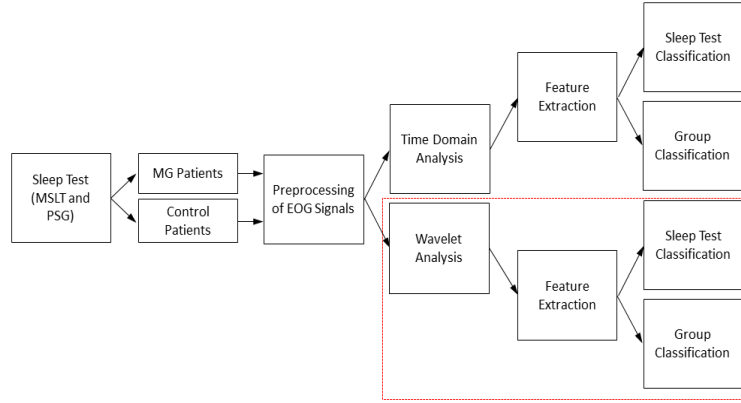 Sleep Test
(MSLT and
PSG)
MG Patients
Control
Patients
Preprocessing
of EOG Signals
Time Domain
Analysis
Feature
Extraction
Sleep Test
Classification
Group
Classification
Wavelet
Analysis
Feature
Extraction
Sleep Test
Classification
Group
Classification